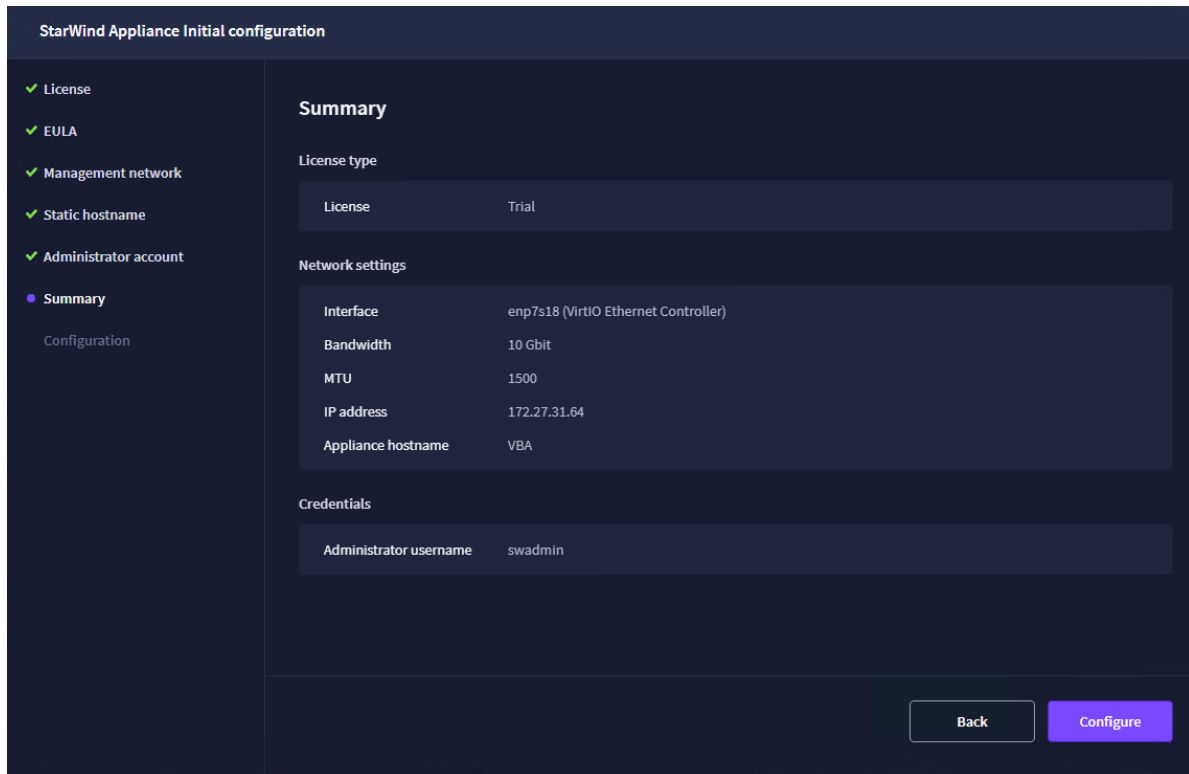 StarWind Appliance Initial configuration
License
EULA
Management network
Static hostname
Administrator account
Summary
Configuration
Summary
License type
License Trial
Network settings
Interface enp7s18 (VirtIO Ethernet Controller)
Bandwidth 10 Gbit
MTU 1500
IP address 172.27.31.64
Appliance hostname VBA
Credentials
Administrator username swadmin
Back Configure